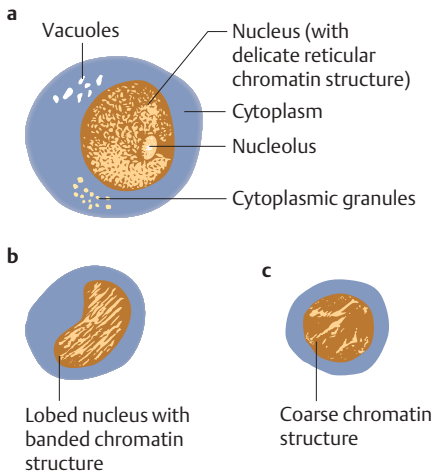 a
Vacuoles
Nucleus (with
delicate reticular
chromatin structure)
Cytoplasm
Nucleolus
Cytoplasmic granules
b
Lobed nucleus with
banded chromatin
structure
c
Coarse chromatin
structure